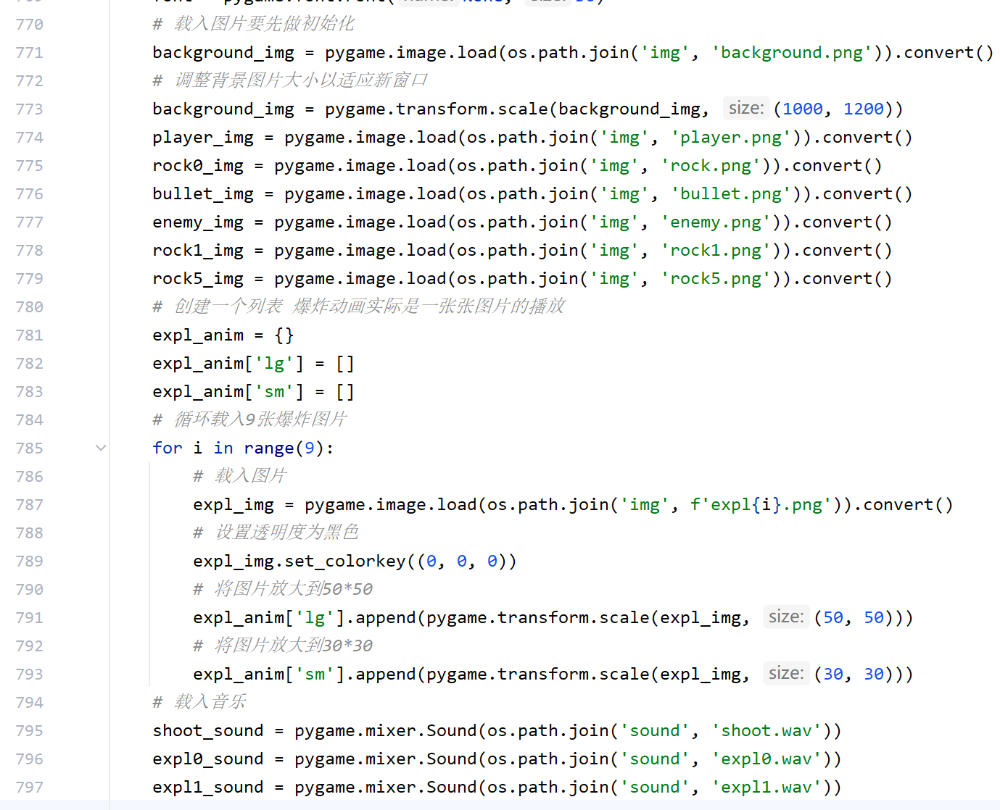 770 # 载入图片要先做初始化
771 background_img = pygame.image.load(os.path.join('img', 'background.png')).convert()
772 # 调整背景图片大小以适应新窗口
773 background_img = pygame.transform.scale(background_img, size: (1000, 1200))
774 player_img = pygame.image.load(os.path.join('img', 'player.png')).convert()
775 rock0_img = pygame.image.load(os.path.join('img', 'rock.png')).convert()
776 bullet_img = pygame.image.load(os.path.join('img', 'bullet.png')).convert()
777 enemy_img = pygame.image.load(os.path.join('img', 'enemy.png')).convert()
778 rock1_img = pygame.image.load(os.path.join('img', 'rock1.png')).convert()
779 rock5_img = pygame.image.load(os.path.join('img', 'rock5.png')).convert()
780 # 创建一个列表 爆炸动画实际是一张张图片的播放
781 expl_anim = {}
782 expl_anim['lg'] = []
783 expl_anim['sm'] = []
784 # 循环载入9张爆炸图片
785 for i in range(9):
786 # 载入图片
787 expl_img = pygame.image.load(os.path.join('img', f'expl{i}.png')).convert()
788 # 设置透明度为黑色
789 expl_img.set_colorkey((0, 0, 0))
790 # 将图片放大到50*50
791 expl_anim['lg'].append(pygame.transform.scale(expl_img, size: (50, 50)))
792 # 将图片放大到30*30
793 expl_anim['sm'].append(pygame.transform.scale(expl_img, size: (30, 30)))
794 # 载入音乐
795 shoot_sound = pygame.mixer.Sound(os.path.join('sound', 'shoot.wav'))
796 expl0_sound = pygame.mixer.Sound(os.path.join('sound', 'expl0.wav'))
797 expl1_sound = pygame.mixer.Sound(os.path.join('sound', 'expl1.wav'))